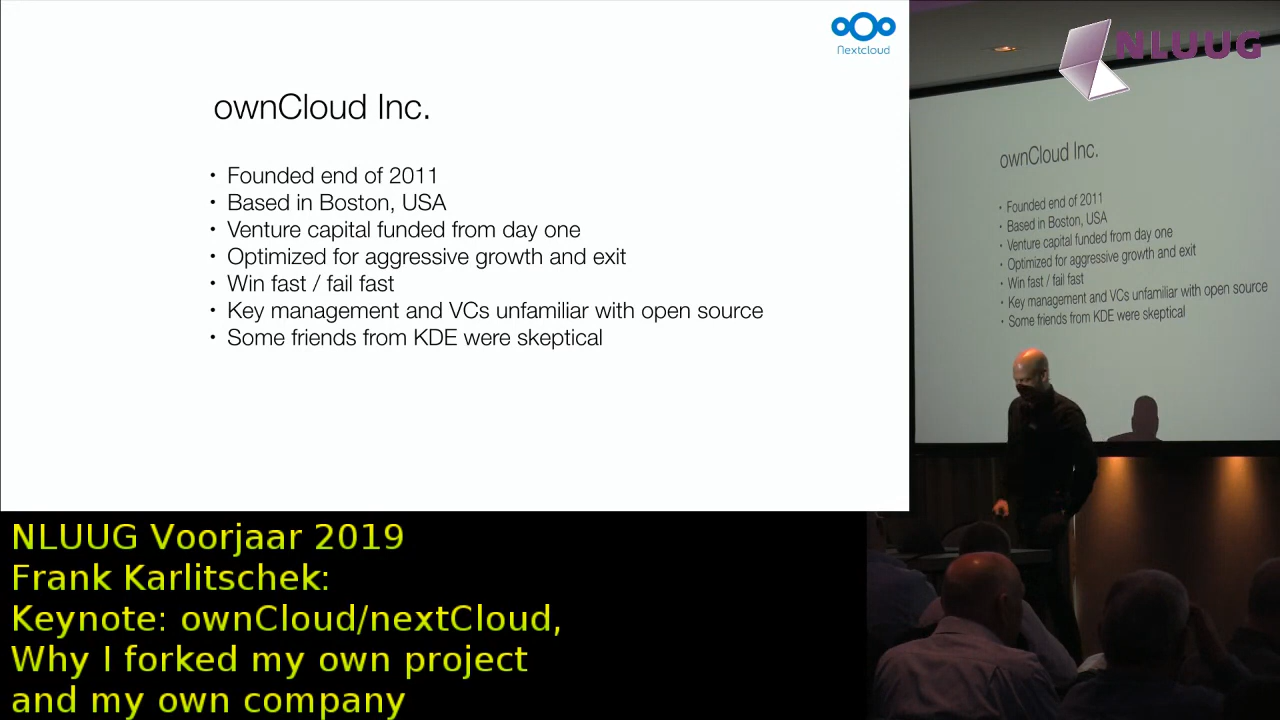 Nextcloud
ownCloud Inc.
• Founded end of 2011
• Based in Boston, USA
• Venture capital funded from day one
• Optimized for aggressive growth and exit
• Win fast / fail fast
• Key management and VCs unfamiliar with open source
• Some friends from KDE were skeptical
NLUUG
ownCloud Inc.
• Founded end of 2011
• Based in Boston, USA
• Venture capital funded from day one
• Optimized for aggressive growth and exit
• Win fast / fail fast
• Key management and VCs unfamiliar with open source
• Some friends from KDE were skeptical
NLUUG Voorjaar 2019
Frank Karlitschek:
Keynote: ownCloud/nextCloud,
Why I forked my own project
and my own company